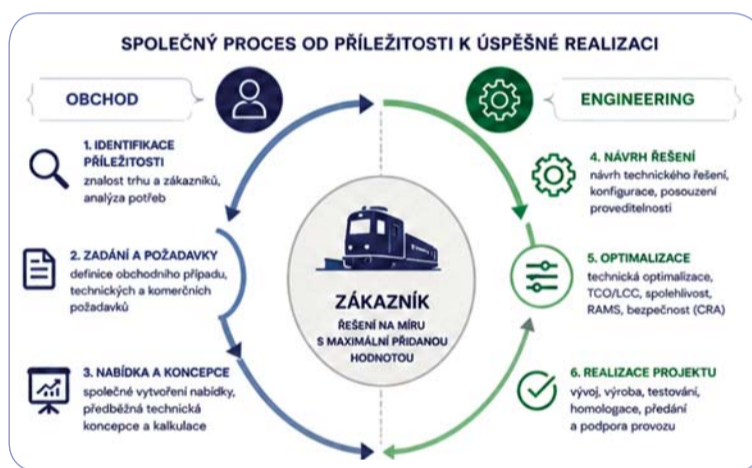 SPOLEČNÝ PROCES OD PŘÍLEŽITOSTI K ÚSPĚŠNÉ REALIZACI
OBCHOD
1. IDENTIFIKACE
PŘÍLEŽITOSTI
znalost trhu a zákazníků,
analýza potřeb
2. ZADÁNÍ A POŽADAVKY
definice obchodního případu,
technických a komerčních
požadavků
3. NABÍDKA A KONCEPCE
společné vytvoření nabídky,
předběžná technická
koncepce a kalkulace
ZÁKAZNÍK
ŘEŠENÍ NA MÍRU
S MAXIMÁLNÍ PŘIDANOU
HODNOTOU
ENGINEERING
4. NÁVRH ŘEŠENÍ
návrh technického řešení,
konfigurace, posouzení
proveditelnosti
5. OPTIMALIZACE
technická optimalizace,
TCO/LCC, spolehlivost,
RAMS, bezpečnost (CRA)
6. REALIZACE PROJEKTU
vývoj, výroba, testování,
homologace, předání
a podpora provozu